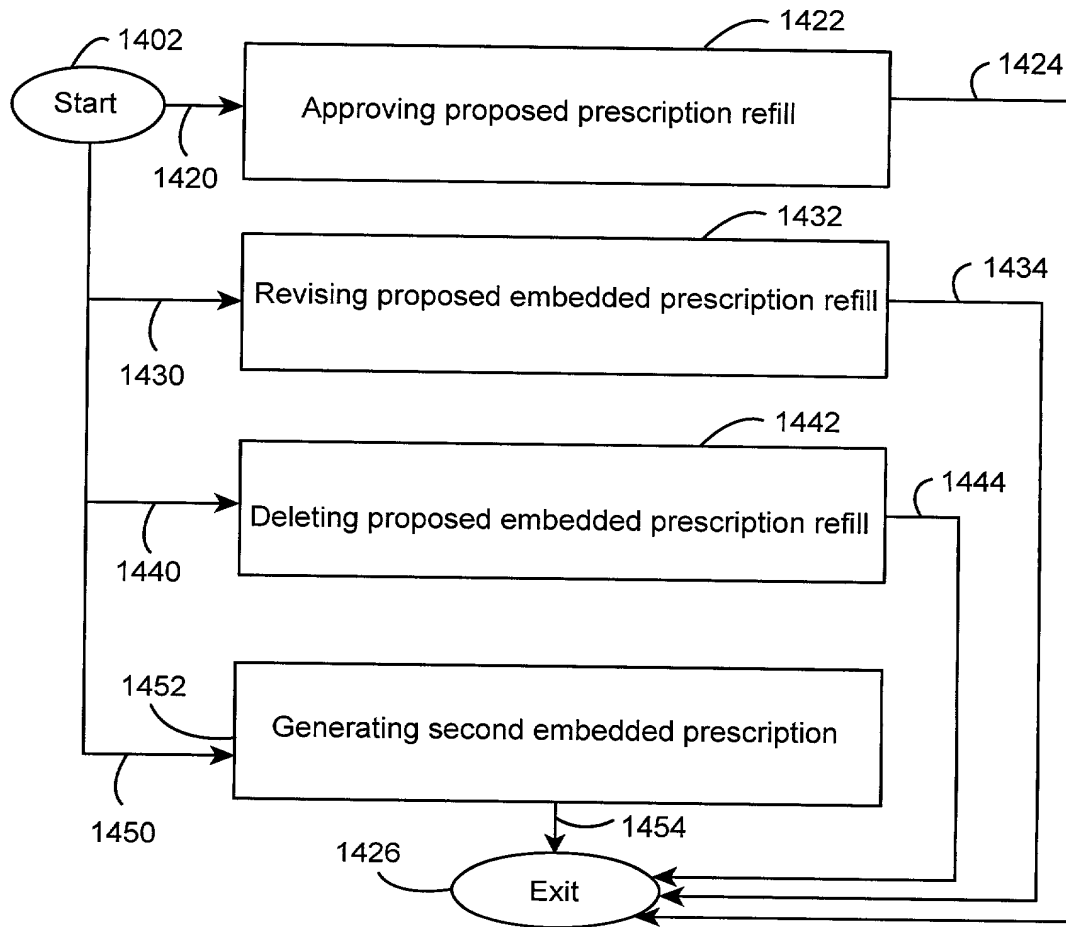 1402
Start
1420
1422
Approving proposed prescription refill
1424
1430
1432
Revising proposed embedded prescription refill
1434
1440
1442
Deleting proposed embedded prescription refill
1444
1450
1452
Generating second embedded prescription
1454
1426
Exit